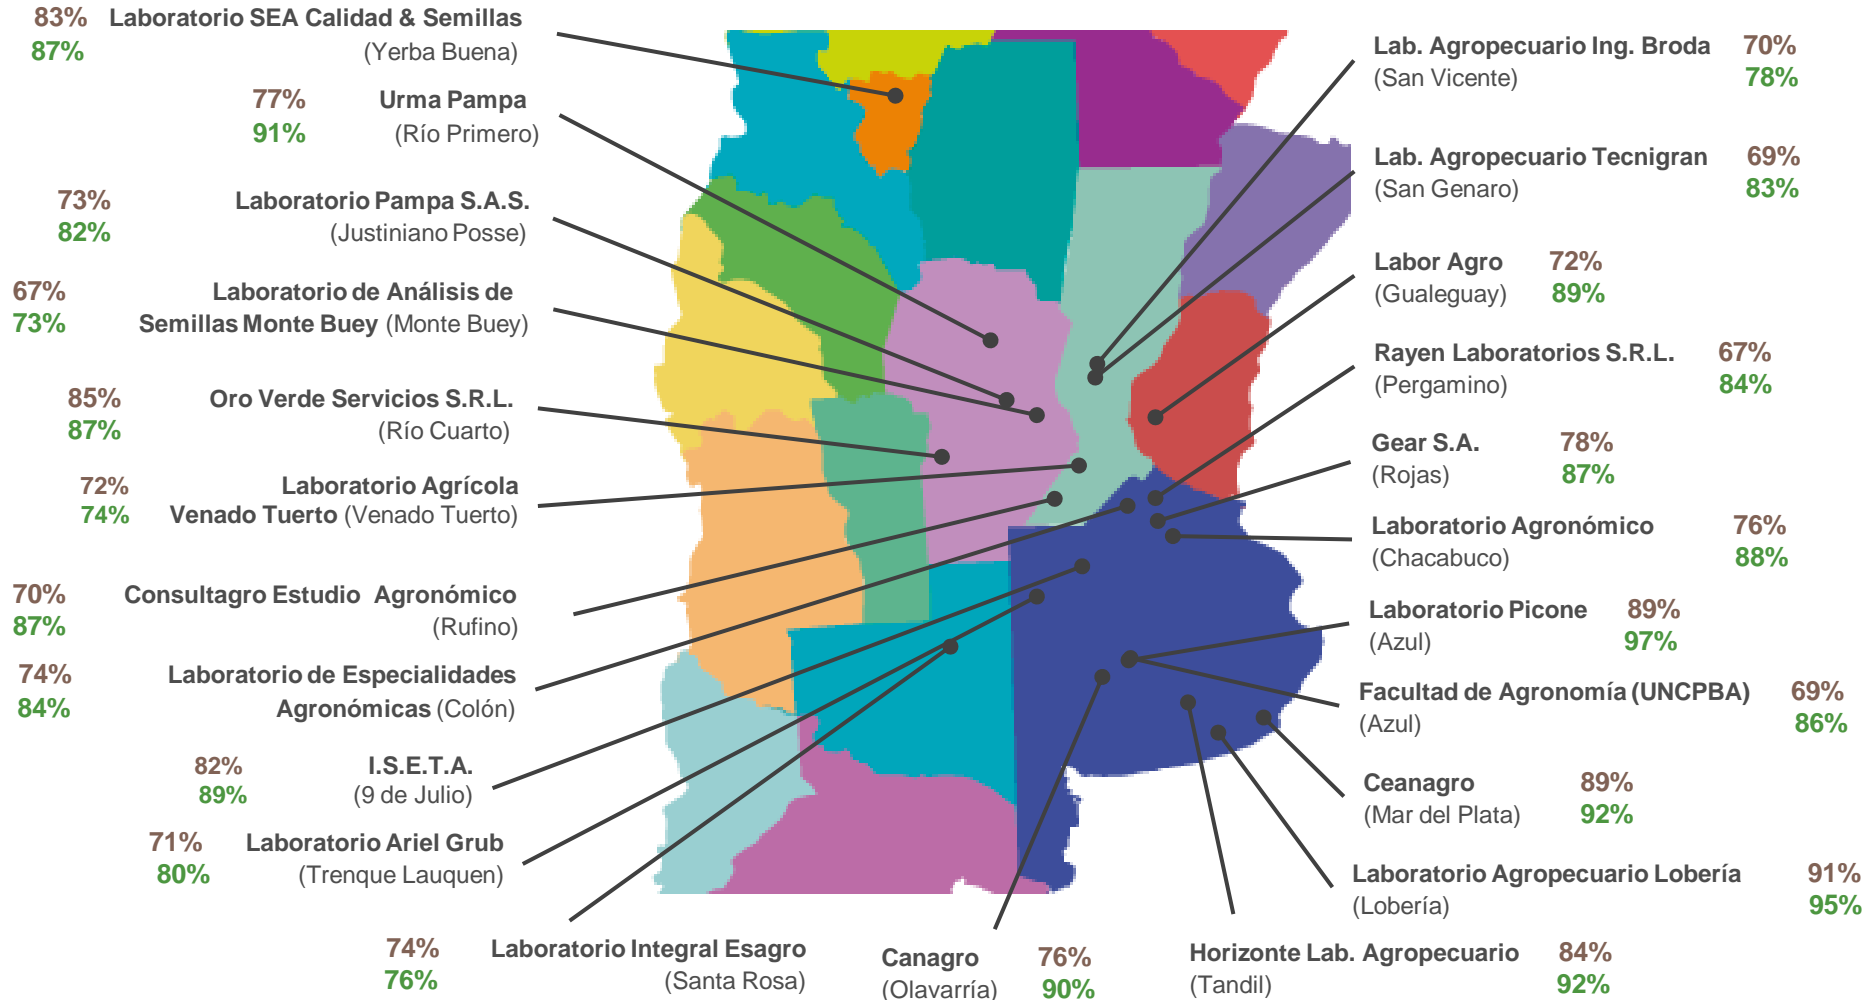 83% Laboratorio SEA Calidad & Semillas
87% (Yerba Buena)
77% Urma Pampa
91% (Río Primero)
73% Laboratorio Pampa S.A.S.
82% (Justiniano Posse)
67% Laboratorio de Análisis de
73% Semillas Monte Buey (Monte Buey)
85% Oro Verde Servicios S.R.L.
87% (Río Cuarto)
72% Laboratorio Agrícola
74% Venado Tuerto (Venado Tuerto)
70% Consultagro Estudio Agronómico
87% (Rufino)
74% Laboratorio de Especialidades
84% Agronómicas (Colón)
82% I.S.E.T.A.
89% (9 de Julio)
71% Laboratorio Ariel Grub
80% (Trenque Lauquen)
74% Laboratorio Integral Esagro
76% (Santa Rosa)
Canagro 76%
(Olavarría) 90%
Horizonte Lab. Agropecuario 84%
(Tandil) 92%
Lab. Agropecuario Ing. Broda 70%
(San Vicente) 78%
Lab. Agropecuario Tecnigran 69%
(San Genaro) 83%
Labor Agro 72%
(Gualeguay) 89%
Rayen Laboratorios S.R.L. 67%
(Pergamino) 84%
Gear S.A. 78%
(Rojas) 87%
Laboratorio Agronómico 76%
(Chacabuco) 88%
Laboratorio Picone 89%
(Azul) 97%
Facultad de Agronomía (UNCPBA) 69%
(Azul) 86%
Ceanagro 89%
(Mar del Plata) 92%
Laboratorio Agropecuario Lobería 91%
(Lobería) 95%